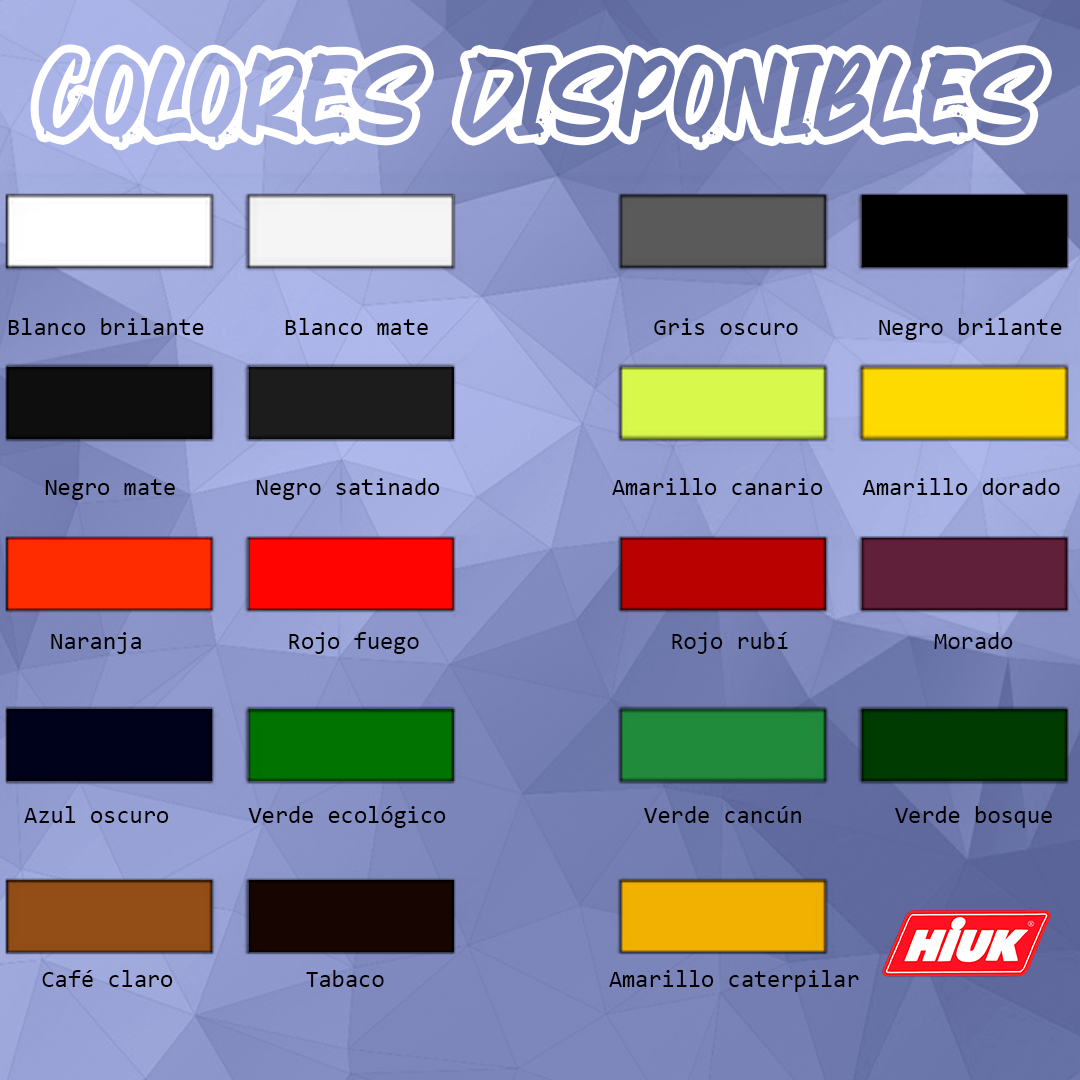 COLORES DISPONIBLES
Blanco brilante
Blanco mate
Gris oscuro
Negro brilante
Negro mate
Negro satinado
Amarillo canario
Amarillo dorado
Naranja
Rojo fuego
Rojo rubí
Morado
Azul oscuro
Verde ecológico
Verde cancún
Verde bosque
Café claro
Tabaco
Amarillo caterpilar
HiUK®